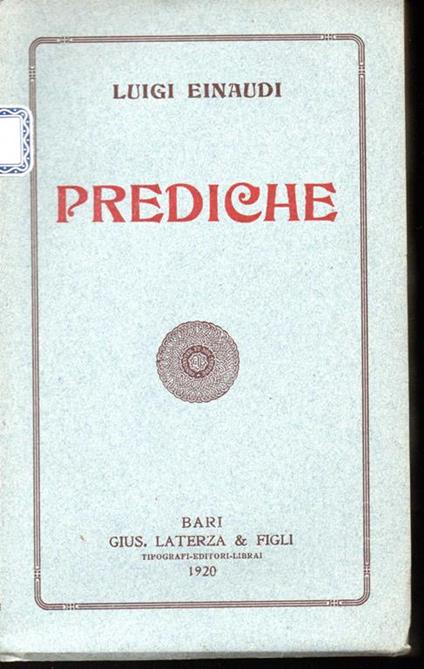 LUIGI EINAUDI
PREDICHE
BARI
GIUS. LATERZA & FIGLI
TIPOGRAFI-EDITORI-LIBRAI
1920